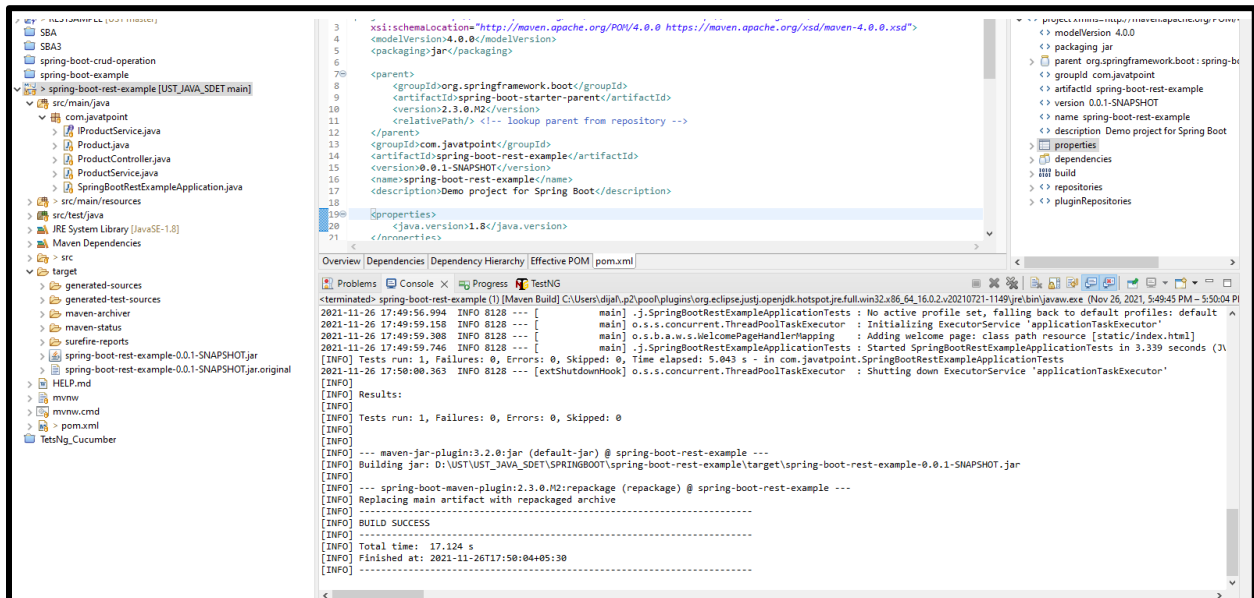 > RESTSAMPLE [UST master]
SBA
SBA3
spring-boot-crud-operation
spring-boot-example
> spring-boot-rest-example [UST_JAVA_SDET main]
src/main/java
com.javatpoint
IProductService.java
Product.java
ProductController.java
ProductService.java
SpringBootRestExampleApplication.java
> src/main/resources
src/test/java
JRE System Library [JavaSE-1.8]
Maven Dependencies
> src
target
generated-sources
generated-test-sources
maven-archiver
maven-status
surefire-reports
spring-boot-rest-example-0.0.1-SNAPSHOT.jar
spring-boot-rest-example-0.0.1-SNAPSHOT.jar.original
HELP.md
mvnw
mvnw.cmd
> pom.xml
TetsNg_Cucumber
3 xsi:schemaLocation="http://maven.apache.org/POM/4.0.0 https://maven.apache.org/xsd/maven-4.0.0.xsd">
4 <modelVersion>4.0.0</modelVersion>
5 <packaging>jar</packaging>
6
7 <parent>
8 <groupId>org.springframework.boot</groupId>
9 <artifactId>spring-boot-starter-parent</artifactId>
10 <version>2.3.0.M2</version>
11 <relativePath/> <!-- lookup parent from repository -->
12 </parent>
13 <groupId>com.javatpoint</groupId>
14 <artifactId>spring-boot-rest-example</artifactId>
15 <version>0.0.1-SNAPSHOT</version>
16 <name>spring-boot-rest-example</name>
17 <description>Demo project for Spring Boot</description>
18
19 <properties>
20 <java.version>1.8</java.version>
21 </properties>
Overview Dependencies Dependency Hierarchy Effective POM pom.xml
project xmlns=http://maven.apache.org/POM/
modelVersion 4.0.0
packaging jar
parent org.springframework.boot : spring-bo
groupId com.javatpoint
artifactId spring-boot-rest-example
version 0.0.1-SNAPSHOT
name spring-boot-rest-example
description Demo project for Spring Boot
properties
dependencies
build
repositories
pluginRepositories
Problems Console Progress TestNG
<terminated> spring-boot-rest-example (1) [Maven Build] C:\Users\dijal\.p2\pool\plugins\org.eclipse.justj.openjdk.hotspot.jre.full.win32.x86_64_16.0.2.v20210721-1149\jre\bin\javaw.exe (Nov 26, 2021, 5:49:45 PM – 5:50:04 P
2021-11-26 17:49:56.994 INFO 8128 --- [ main] .j.SpringBootRestExampleApplicationTests : No active profile set, falling back to default profiles: default
2021-11-26 17:49:59.158 INFO 8128 --- [ main] o.s.s.concurrent.ThreadPoolTaskExecutor : Initializing ExecutorService 'applicationTaskExecutor'
2021-11-26 17:49:59.308 INFO 8128 --- [ main] o.s.b.a.w.s.WelcomePageHandlerMapping : Adding welcome page: class path resource [static/index.html]
2021-11-26 17:49:59.746 INFO 8128 --- [ main] .j.SpringBootRestExampleApplicationTests : Started SpringBootRestExampleApplicationTests in 3.339 seconds (JV
[INFO] Tests run: 1, Failures: 0, Errors: 0, Skipped: 0, Time elapsed: 5.043 s - in com.javatpoint.SpringBootRestExampleApplicationTests
2021-11-26 17:50:00.363 INFO 8128 --- [extShutdownHook] o.s.s.concurrent.ThreadPoolTaskExecutor : Shutting down ExecutorService 'applicationTaskExecutor'
[INFO]
[INFO] Results:
[INFO]
[INFO] Tests run: 1, Failures: 0, Errors: 0, Skipped: 0
[INFO]
[INFO]
[INFO] --- maven-jar-plugin:3.2.0:jar (default-jar) @ spring-boot-rest-example ---
[INFO] Building jar: D:\UST\UST_JAVA_SDET\SPRINGBOOT\spring-boot-rest-example\target\spring-boot-rest-example-0.0.1-SNAPSHOT.jar
[INFO]
[INFO] --- spring-boot-maven-plugin:2.3.0.M2:repackage (repackage) @ spring-boot-rest-example ---
[INFO] Replacing main artifact with repackaged archive
[INFO] ------------------------------------------------------------------------
[INFO] BUILD SUCCESS
[INFO] ------------------------------------------------------------------------
[INFO] Total time: 17.124 s
[INFO] Finished at: 2021-11-26T17:50:04+05:30
[INFO] ------------------------------------------------------------------------